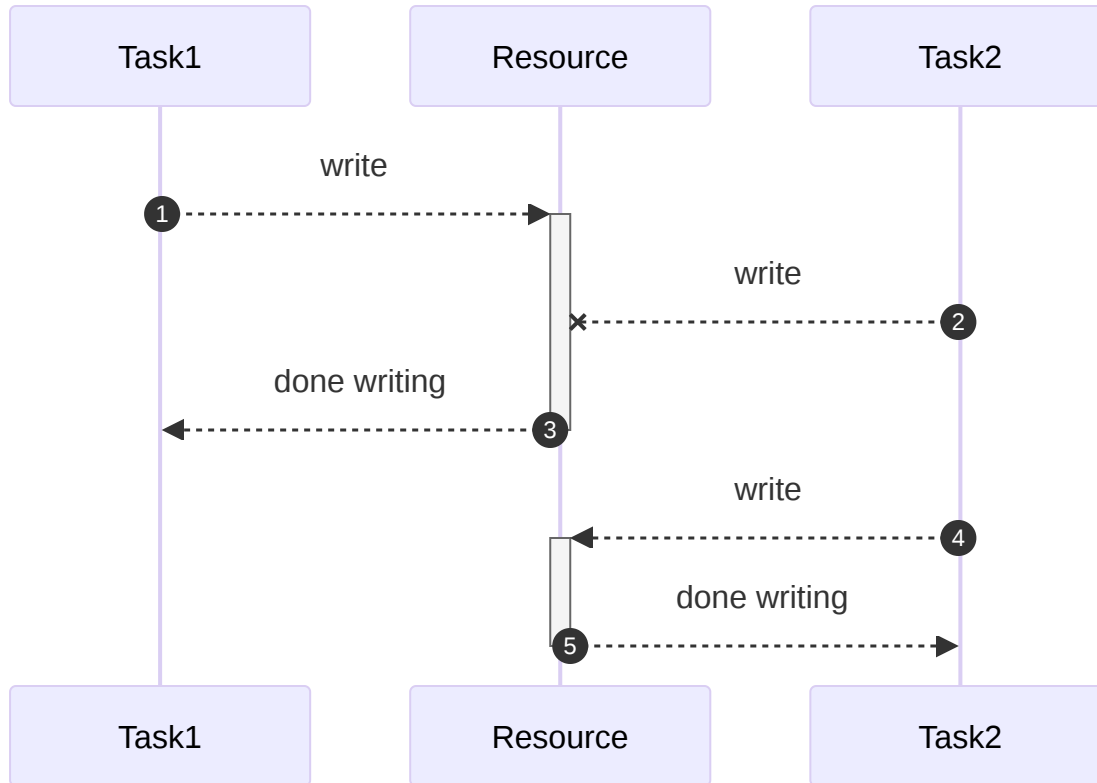 Task1 Resource Task2
write
1
write
2
done writing
3
write
4
done writing
5
Task1 Resource Task2